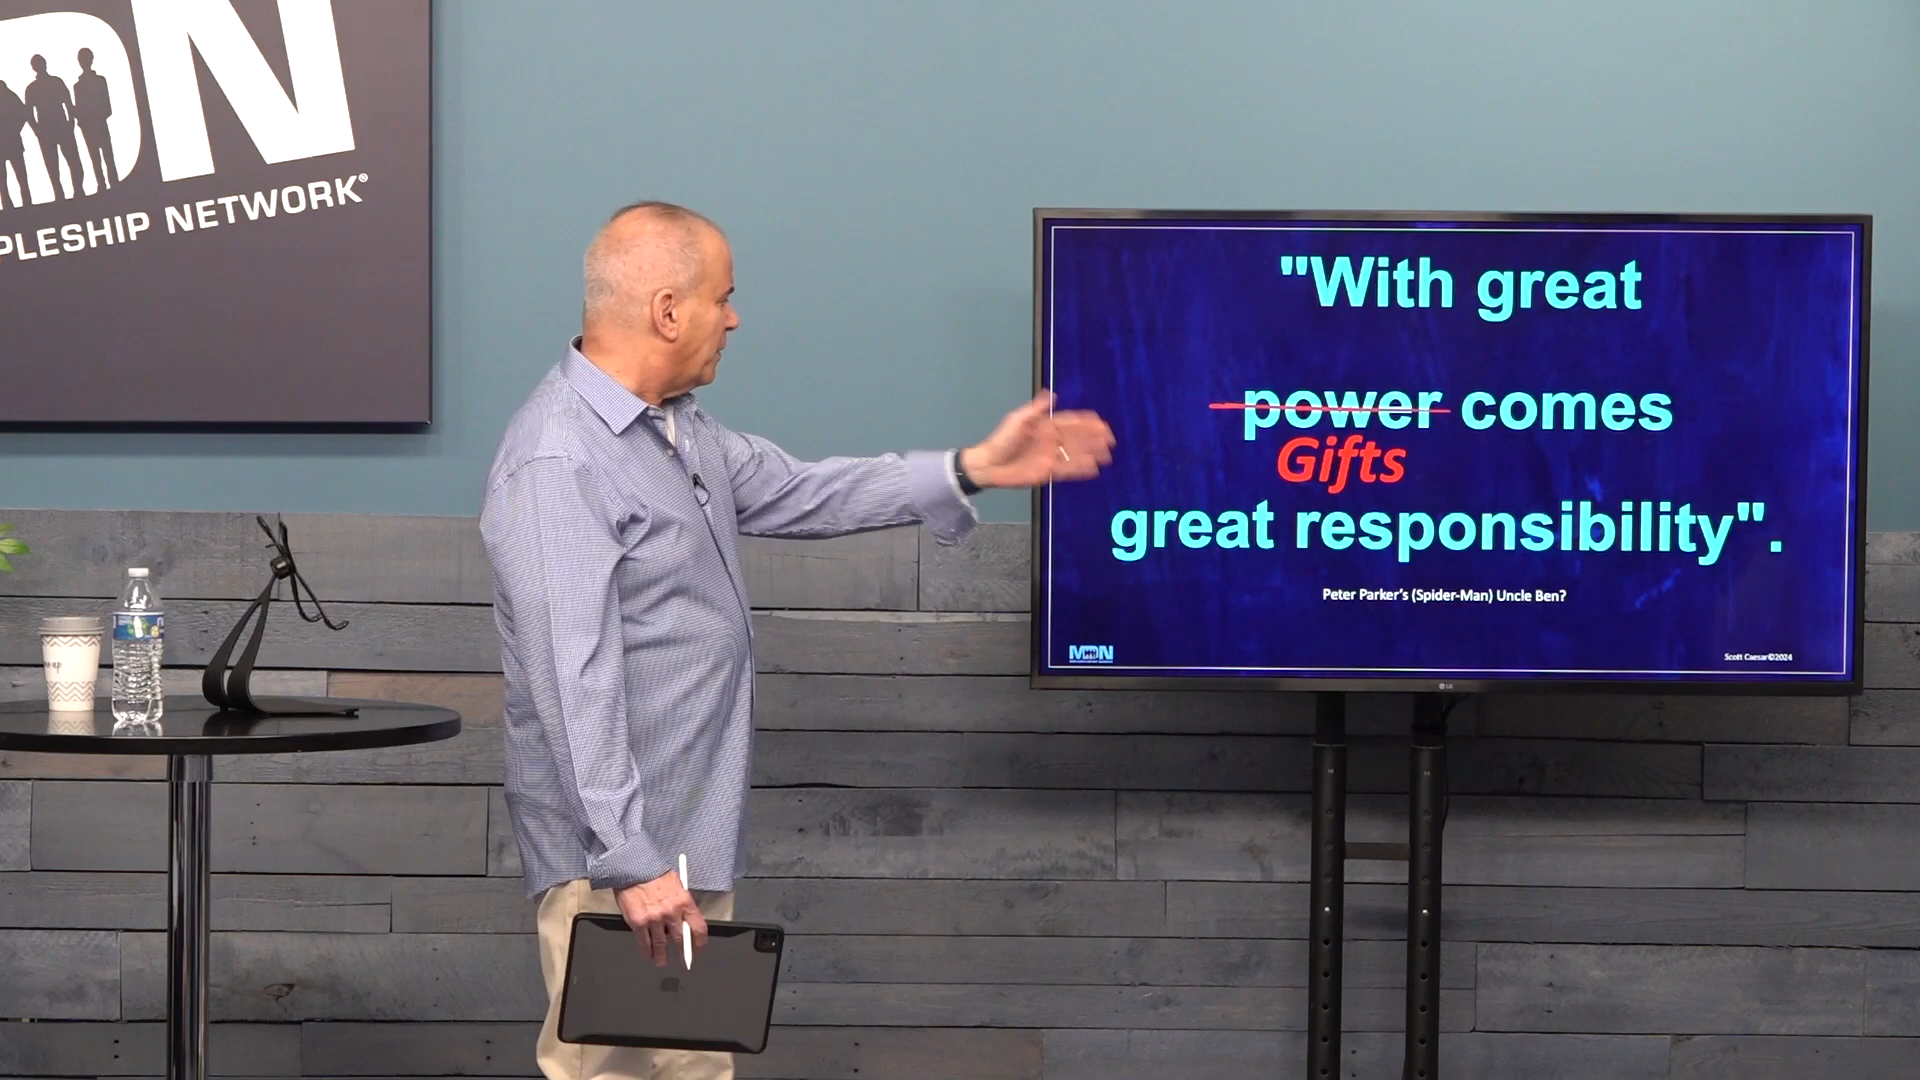 DN
PLESHIP NETWORK®
"With great
power comes
Gifts
great responsibility".
Peter Parker's (Spider-Man) Uncle Ben?
MDN
Scott Caesar©2024
LG